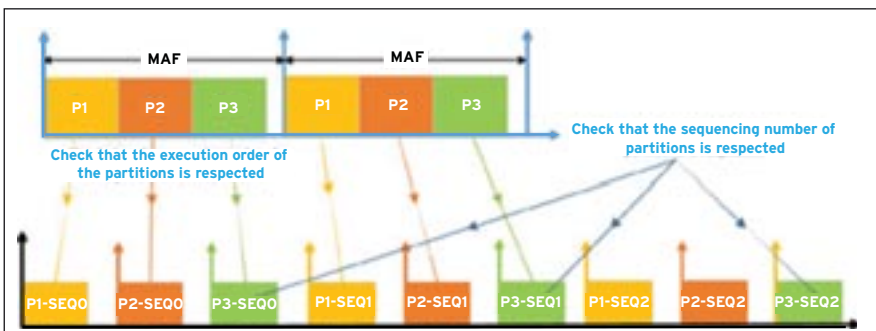 MAF MAF
P1 P2 P3 P1 P2 P3
Check that the execution order of
the partitions is respected
Check that the sequencing number of
partitions is respected
P1-SEQ0 P2-SEQ0 P3-SEQ0 P1-SEQ1 P2-SEQ1 P3-SEQ1 P1-SEQ2 P2-SEQ2 P3-SEQ2